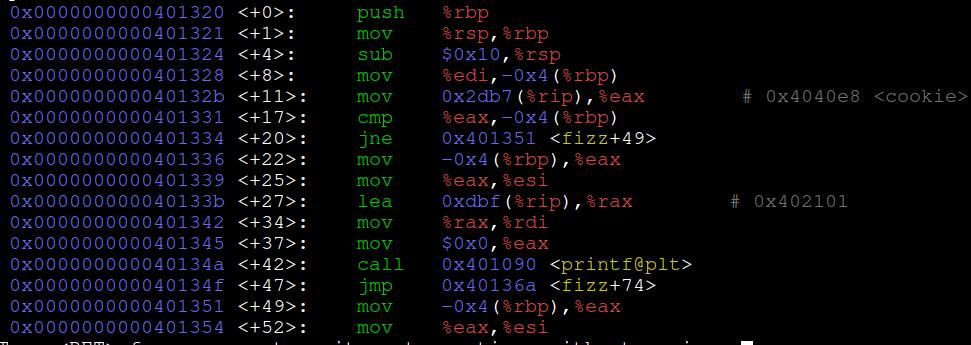 0x0000000000401320 <+0>: push %rbp
0x0000000000401321 <+1>: mov %rsp,%rbp
0x0000000000401324 <+4>: sub $0x10,%rsp
0x0000000000401328 <+8>: mov %edi,-0x4(%rbp)
0x000000000040132b <+11>: mov 0x2db7(%rip),%eax # 0x4040e8 <cookie>
0x0000000000401331 <+17>: cmp %eax,-0x4(%rbp)
0x0000000000401334 <+20>: jne 0x401351 <fizz+49>
0x0000000000401336 <+22>: mov -0x4(%rbp),%eax
0x0000000000401339 <+25>: mov %eax,%esi
0x000000000040133b <+27>: lea 0xdbf(%rip),%rax # 0x402101
0x0000000000401342 <+34>: mov %rax,%rdi
0x0000000000401345 <+37>: mov $0x0,%eax
0x000000000040134a <+42>: call 0x401090 <printf@plt>
0x000000000040134f <+47>: jmp 0x40136a <fizz+74>
0x0000000000401351 <+49>: mov -0x4(%rbp),%eax
0x0000000000401354 <+52>: mov %eax,%esi